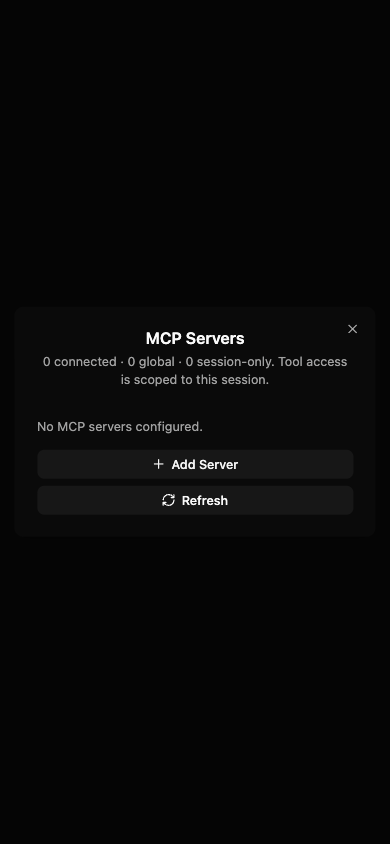 MCP Servers
0 connected · 0 global · 0 session-only. Tool access
is scoped to this session.
No MCP servers configured.
Add Server
Refresh